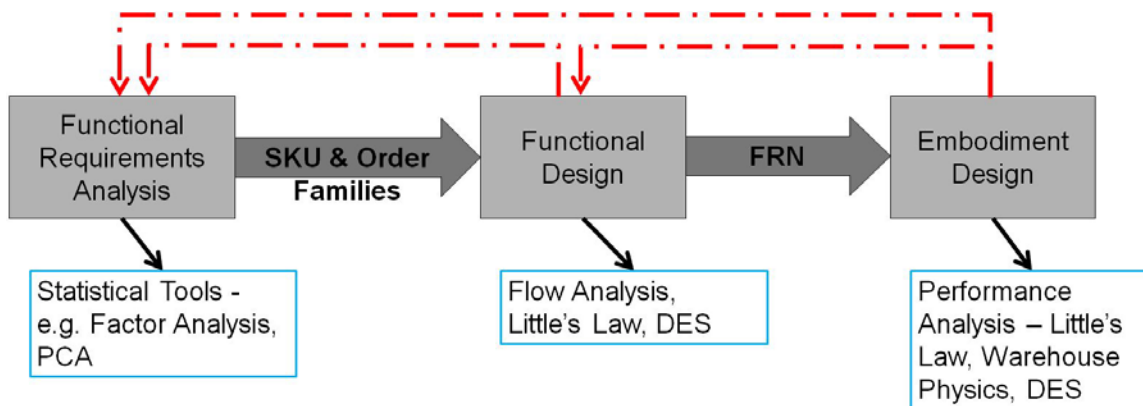 Functional
Requirements
Analysis
SKU & Order
Families
Functional
Design
FRN
Embodiment
Design
Statistical Tools -
e.g. Factor Analysis,
PCA
Flow Analysis,
Little's Law, DES
Performance
Analysis – Little's
Law, Warehouse
Physics, DES